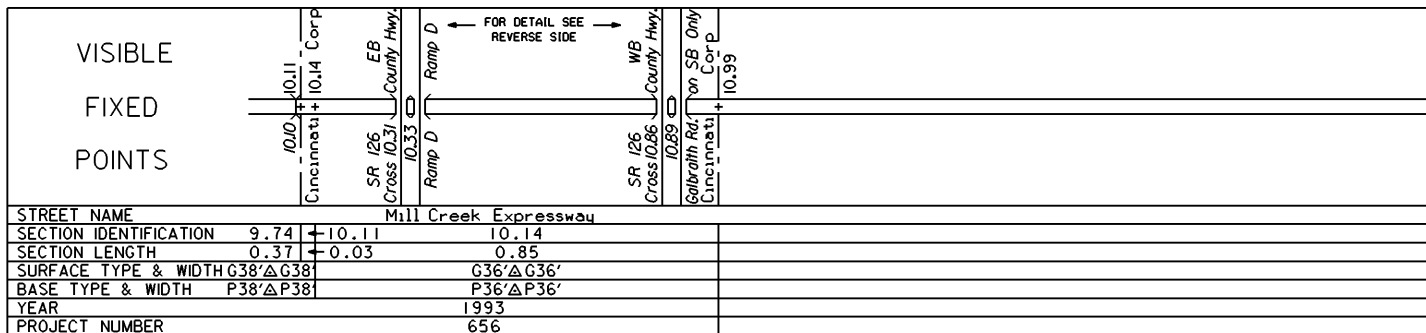 VISIBLE
FIXED
POINTS
10.11
10.14 Corp
EB
County Hwy.
Ramp D
← FOR DETAIL SEE →
REVERSE SIDE
WB
County Hwy.
on SB Only
Corp
10.99
10.10
Cincinnati
SR 126
Cross 10.31
10.33
Ramp D
SR 126
Cross 10.86
10.89
Galbraith Rd.
Cincinnati
STREET NAME Mill Creek Expressway
SECTION IDENTIFICATION 9.74 ←10.11 10.14
SECTION LENGTH 0.37 ←0.03 0.85
SURFACE TYPE & WIDTH G38'△G38' G36'△G36'
BASE TYPE & WIDTH P38'△P38' P36'△P36'
YEAR 1993
PROJECT NUMBER 656